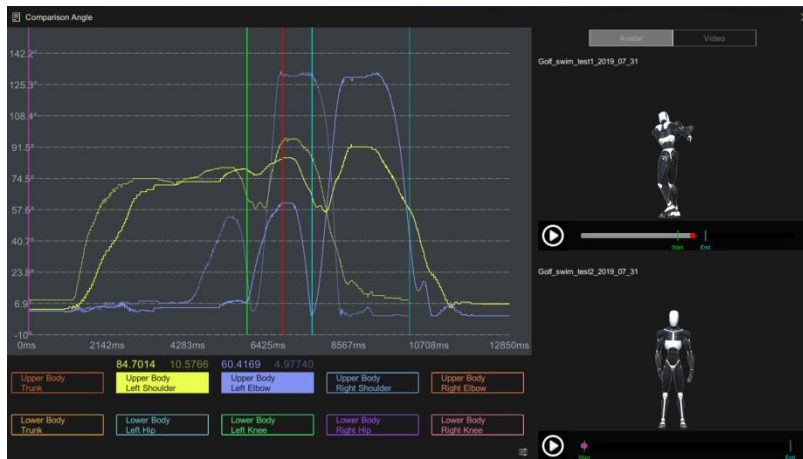 Comparison Angle
142.2°
125.3°
108.4°
91.5°
74.5°
57.6°
40.7°
23.8°
6.9°
-10°
0ms 2142ms 4283ms 6425ms 8567ms 10708ms 12850ms
84.7014 10.5766 60.4169 4.97740
Upper Body Trunk
Upper Body Left Shoulder
Upper Body Left Elbow
Upper Body Right Shoulder
Upper Body Right Elbow
Lower Body Trunk
Lower Body Left Hip
Lower Body Left Knee
Lower Body Right Hip
Lower Body Right Knee
Avatar Video
Golf_swim_test1_2019_07_31
Start End
Golf_swim_test2_2019_07_31
Start End